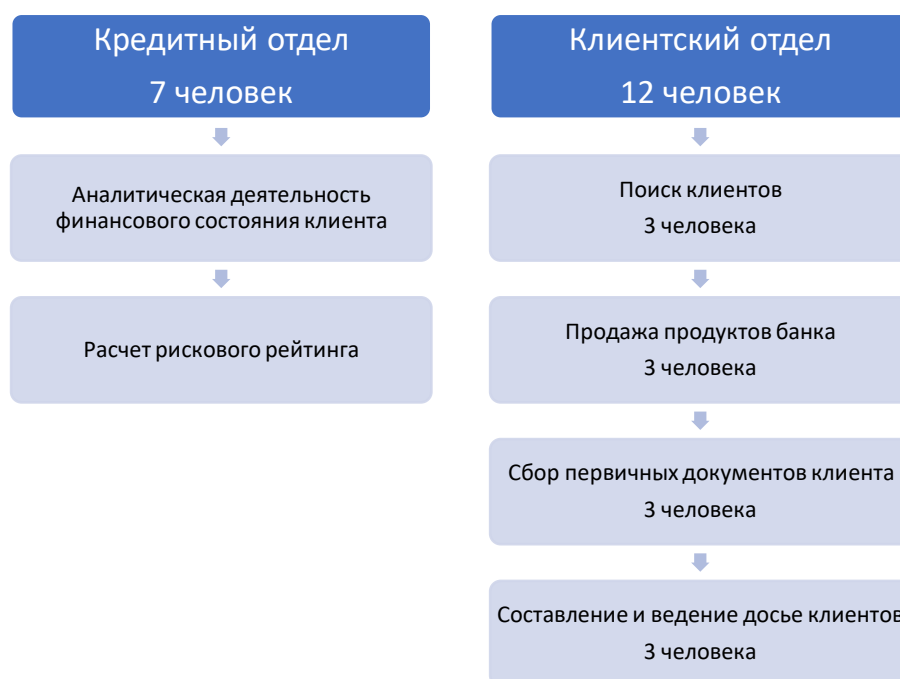 Кредитный отдел
7 человек
Аналитическая деятельность
финансового состояния клиента
Расчет рискового рейтинга
Клиентский отдел
12 человек
Поиск клиентов
3 человека
Продажа продуктов банка
3 человека
Сбор первичных документов клиента
3 человека
Составление и ведение досье клиентов
3 человека